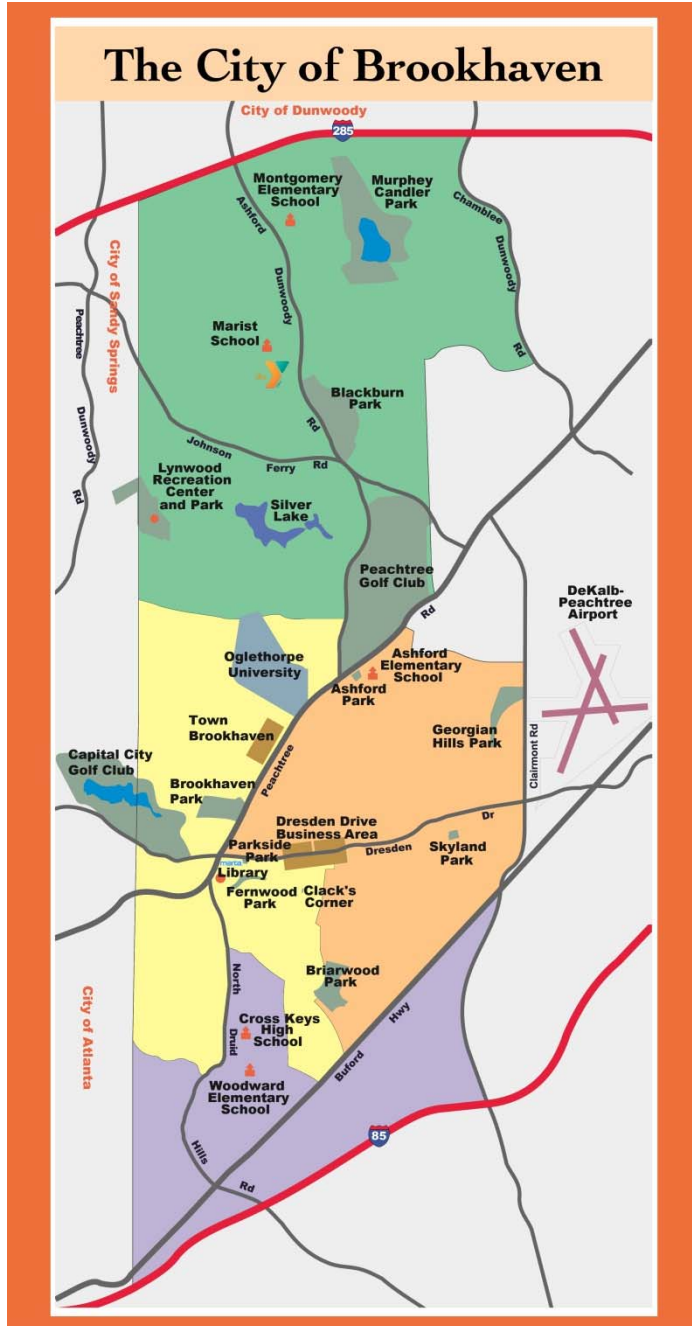 The City of Brookhaven
City of Dunwoody
285
Montgomery
Elementary
School
Murphey
Candler
Park
Ashford
Dunwoody
Rd
Chamblee
Dunwoody
Rd
City of Sandy Springs
Peachtree
Dunwoody
Rd
Marist
School
Blackburn
Park
Johnson
Ferry
Rd
Lynwood
Recreation
Center
and Park
Silver
Lake
Peachtree
Golf Club
Rd
DeKalb-
Peachtree
Airport
Oglethorpe
University
Ashford
Elementary
School
Ashford
Park
Town
Brookhaven
Georgian
Hills Park
Clairmont Rd
Capital City
Golf Club
Peachtree
Brookhaven
Park
Dresden Drive
Business Area
Dr
Dresden
Parkside
Park
marta
Library
Skyland
Park
Fernwood
Park
Clack's
Corner
Briarwood
Park
North
Druid
Hills
Rd
Cross Keys
High
School
Buford
Hwy
City of Atlanta
Woodward
Elementary
School
85